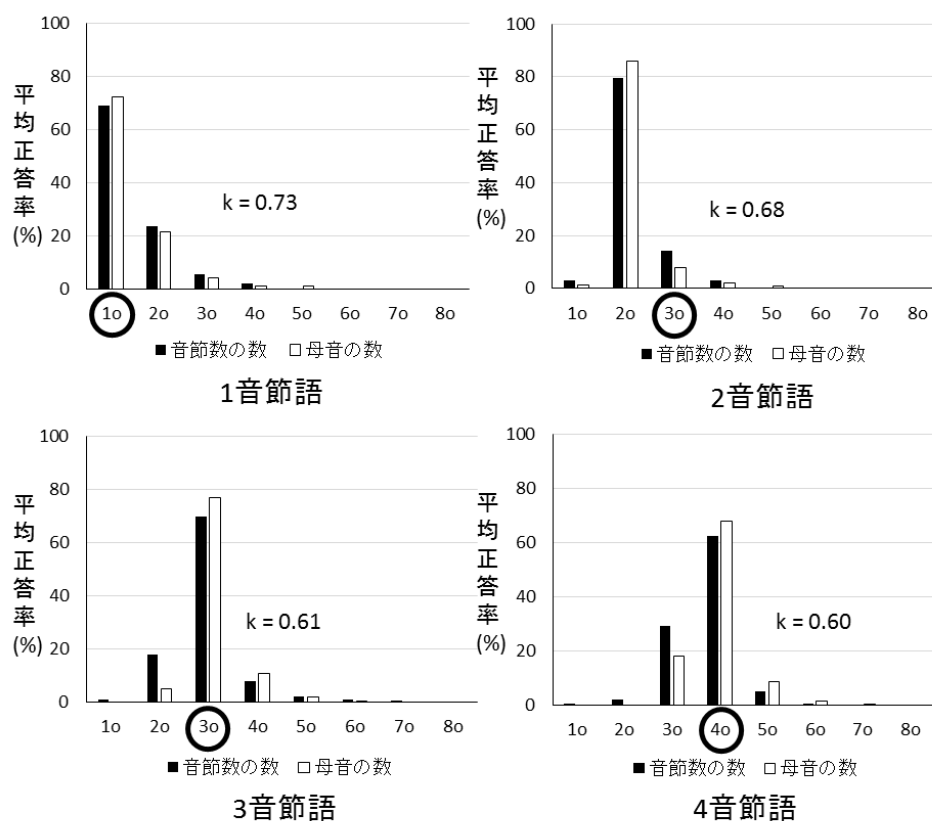 100
80
60
40
20
0
平均正答率(%)
k = 0.73
1o 2o 3o 4o 5o 6o 7o 8o
■音節数の数 □母音の数
1音節語
100
80
60
40
20
0
平均正答率(%)
k = 0.68
1o 2o 3o 4o 5o 6o 7o 8o
■音節数の数 □母音の数
2音節語
100
80
60
40
20
0
平均正答率(%)
k = 0.61
1o 2o 3o 4o 5o 6o 7o 8o
■音節数の数 □母音の数
3音節語
100
80
60
40
20
0
平均正答率(%)
k = 0.60
1o 2o 3o 4o 5o 6o 7o 8o
■音節数の数 □母音の数
4音節語